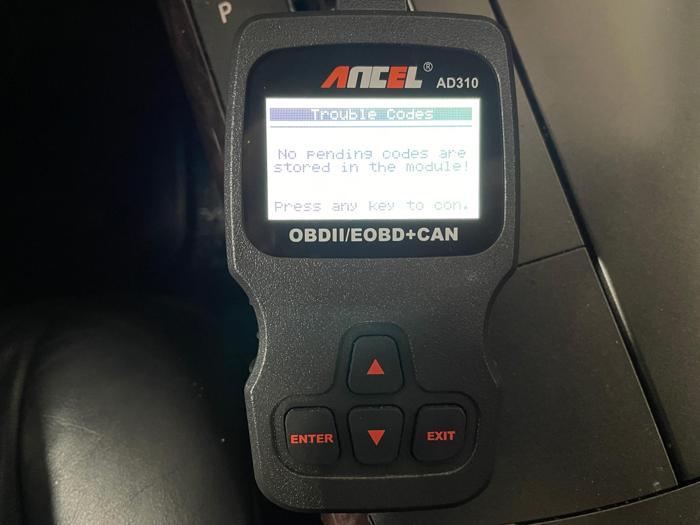 P
ANCEL®
AD310
Trouble Codes
No pending codes are
stored in the module!
Press any key to con.
OBDII/EOBD+CAN
▲
ENTER
▼
EXIT